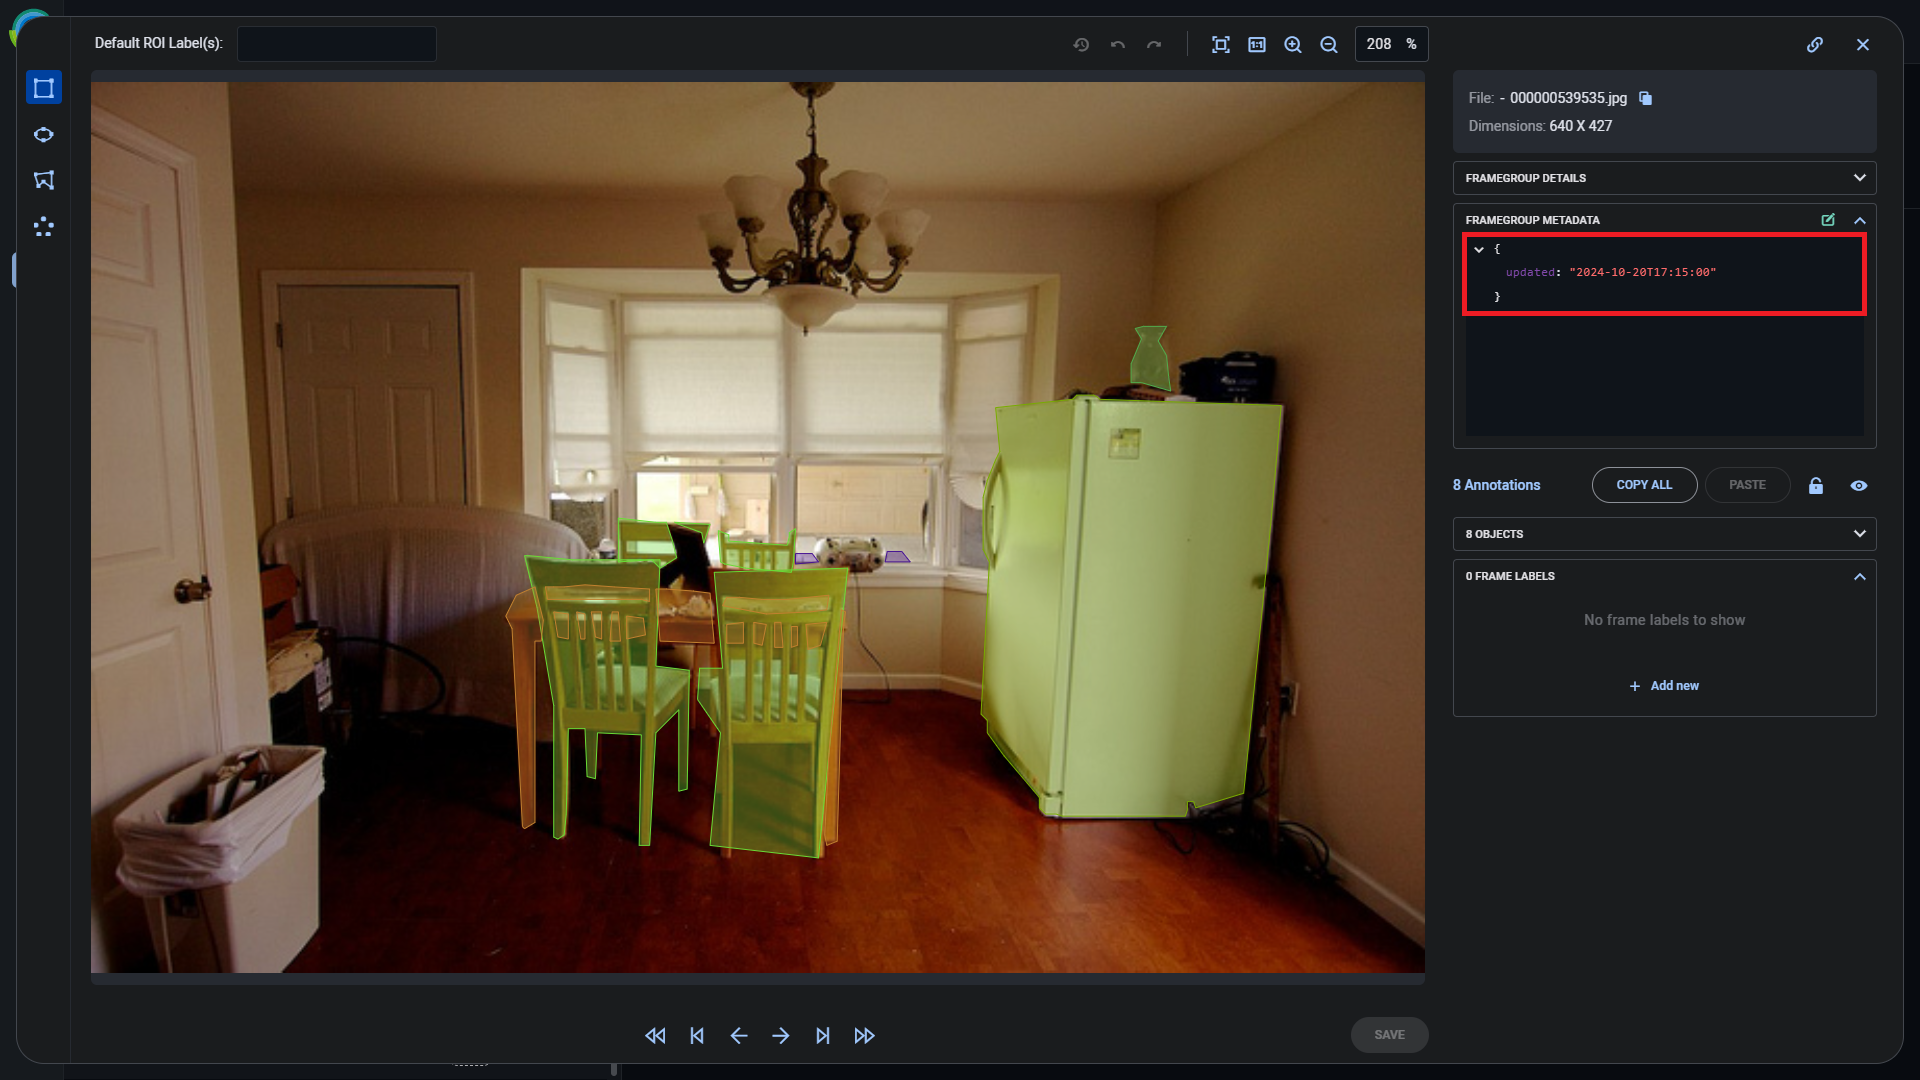 Default ROI Label(s):
208 %
File: - 000000539535.jpg
Dimensions: 640 X 427
FRAMEGROUP DETAILS
FRAMEGROUP METADATA
{
updated: "2024-10-20T17:15:00"
}
8 Annotations
COPY ALL
PASTE
8 OBJECTS
0 FRAME LABELS
No frame labels to show
+ Add new
SAVE